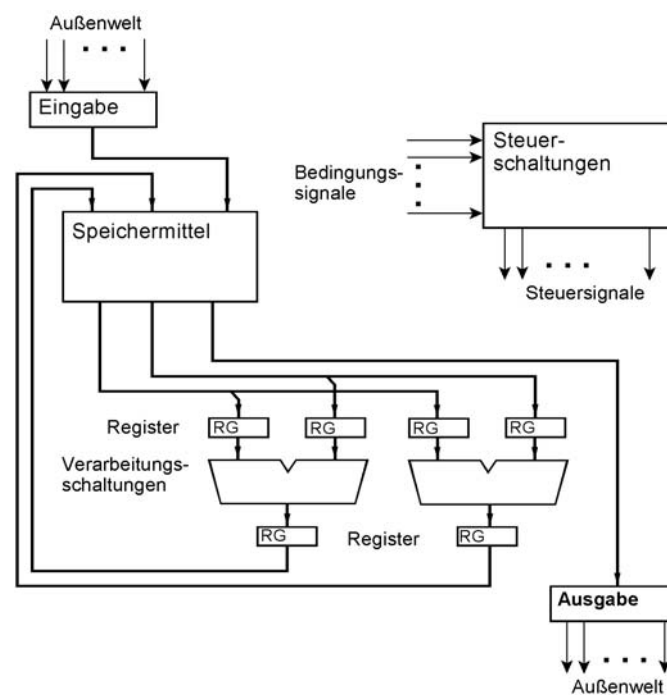 Außenwelt
Eingabe
Steuer-
schaltungen
Bedingungs-
signale
Speichermittel
Steuersignale
Register
RG
RG
RG
RG
Verarbeitungs-
schaltungen
RG
Register
RG
Ausgabe
Außenwelt